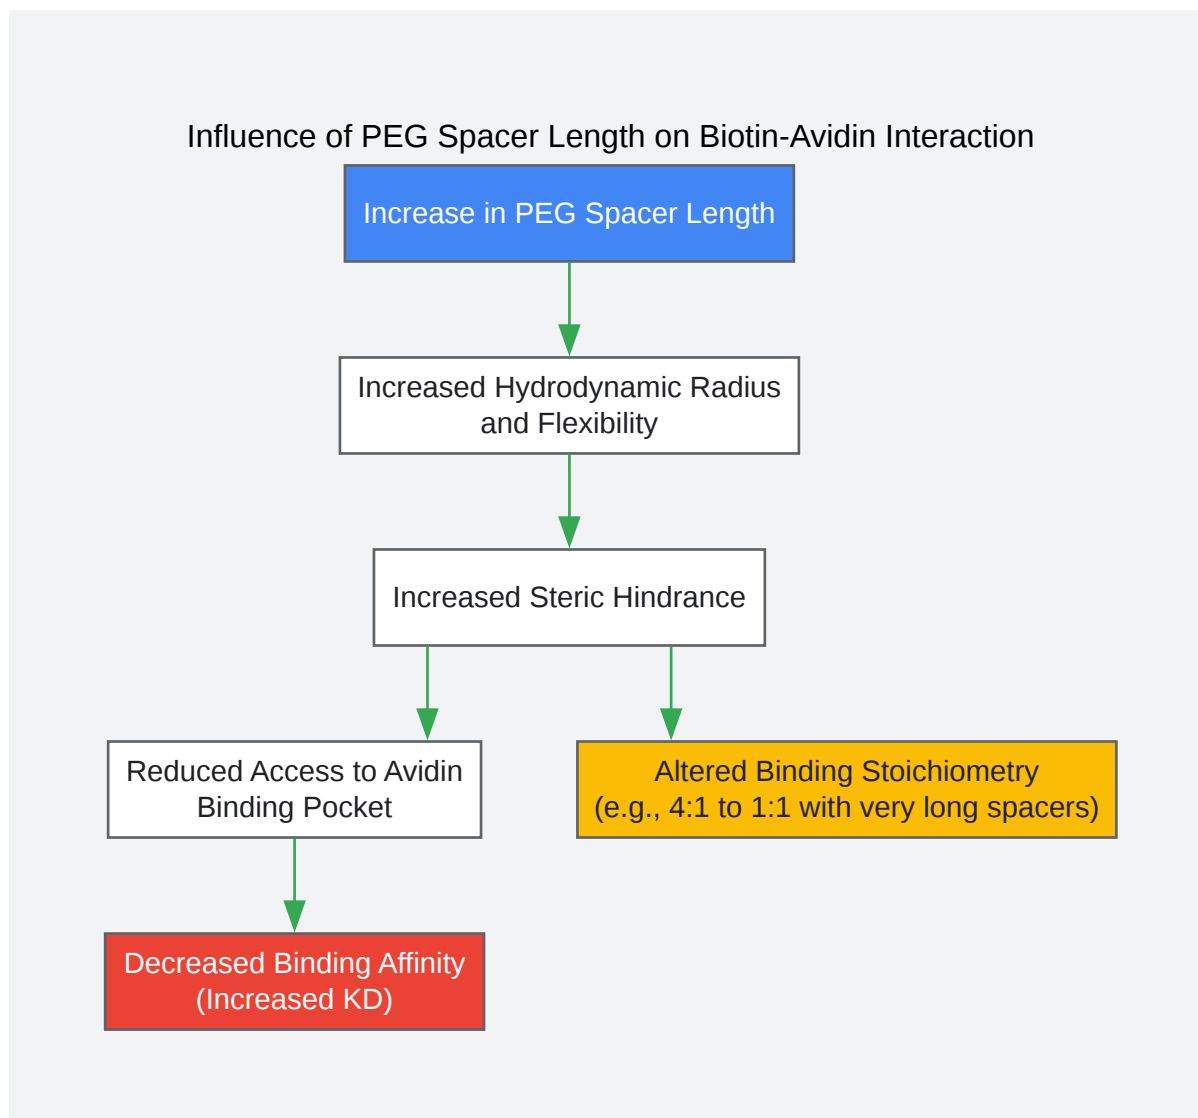 Influence of PEG Spacer Length on Biotin-Avidin Interaction
Increase in PEG Spacer Length
Increased Hydrodynamic Radius
and Flexibility
Increased Steric Hindrance
Reduced Access to Avidin
Binding Pocket
Altered Binding Stoichiometry
(e.g., 4:1 to 1:1 with very long spacers)
Decreased Binding Affinity
(Increased KD)